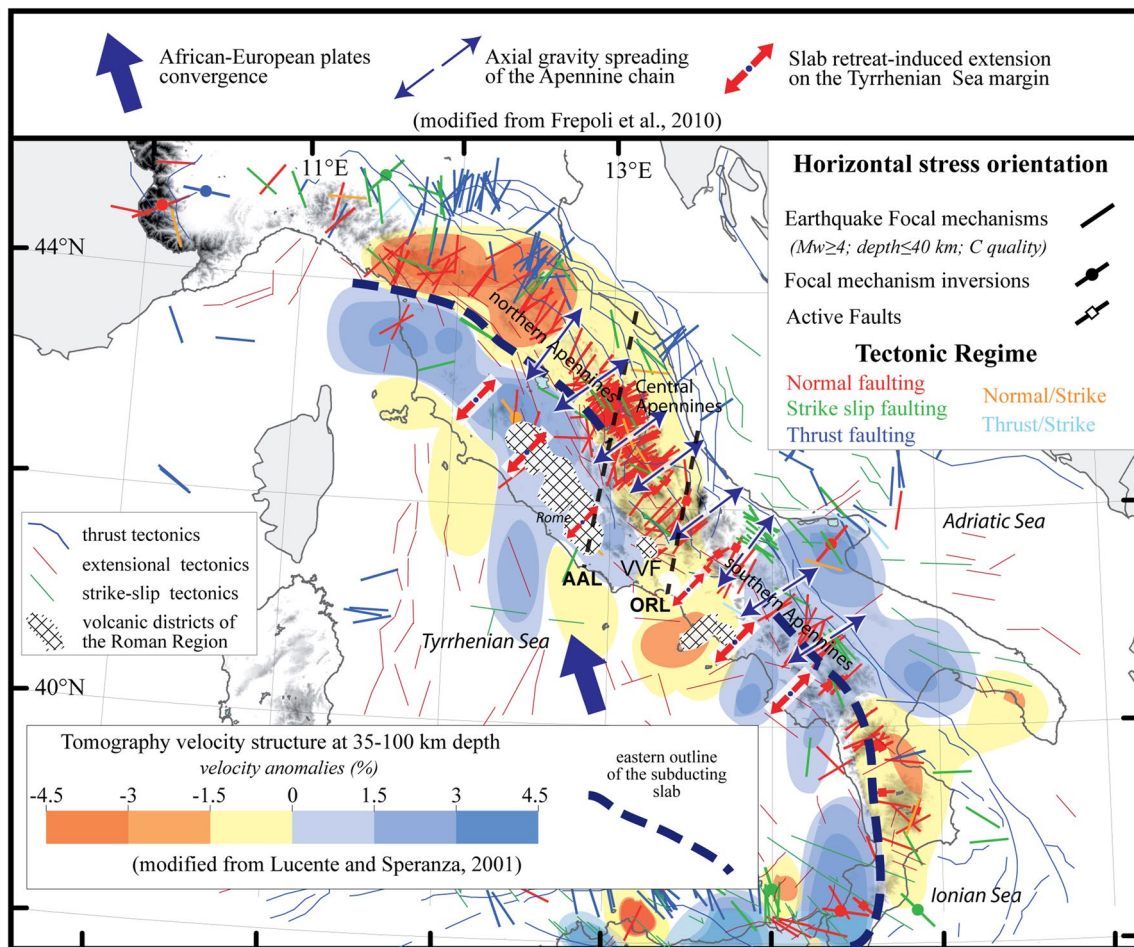 African-European plates
convergence
Axial gravity spreading
of the Apennine chain
Slab retreat-induced extension
on the Tyrrhenian Sea margin
(modified from Frepoli et al., 2010)
11°E
13°E
44°N
40°N
Horizontal stress orientation
Earthquake Focal mechanisms
(Mw≥4; depth≤40 km; C quality)
Focal mechanism inversions
Active Faults
Tectonic Regime
Normal faulting
Normal/Strike
Strike slip faulting
Thrust/Strike
Thrust faulting
northern Apennines
Central
Apennines
southern Apennines
Rome
AAL
VVF
ORL
Adriatic Sea
Tyrrhenian Sea
Ionian Sea
thrust tectonics
extensional tectonics
strike-slip tectonics
volcanic districts of
the Roman Region
Tomography velocity structure at 35-100 km depth
velocity anomalies (%)
-4.5 -3 -1.5 0 1.5 3 4.5
(modified from Lucente and Speranza, 2001)
eastern outline
of the subducting
slab